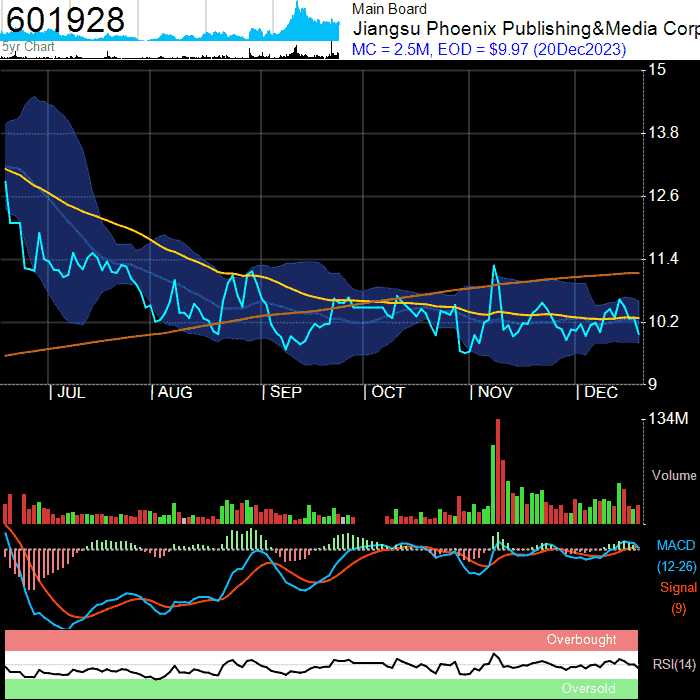 601928
5yr Chart
Main Board
Jiangsu Phoenix Publishing&Media Corp
MC = 2.5M, EOD = $9.97 (20Dec2023)
15
13.8
12.6
11.4
10.2
9
| JUL | AUG | SEP | OCT | NOV | DEC
134M
Volume
MACD
(12-26)
Signal
(9)
Overbought
RSI(14)
Oversold